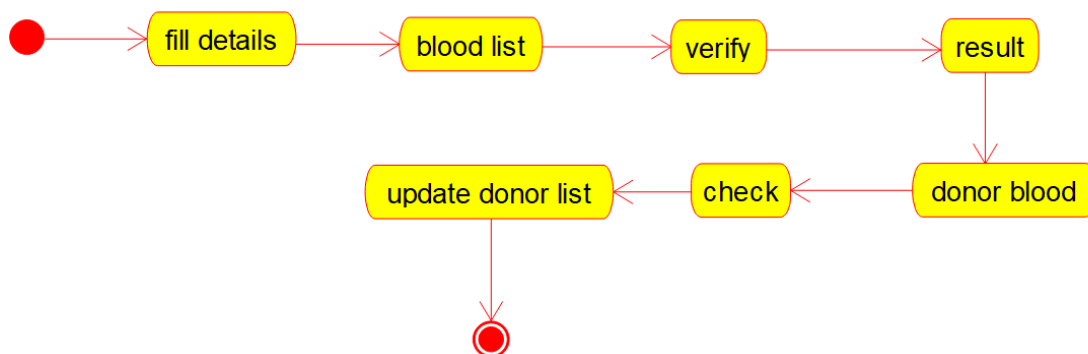 fill details
blood list
verify
result
donor blood
check
update donor list